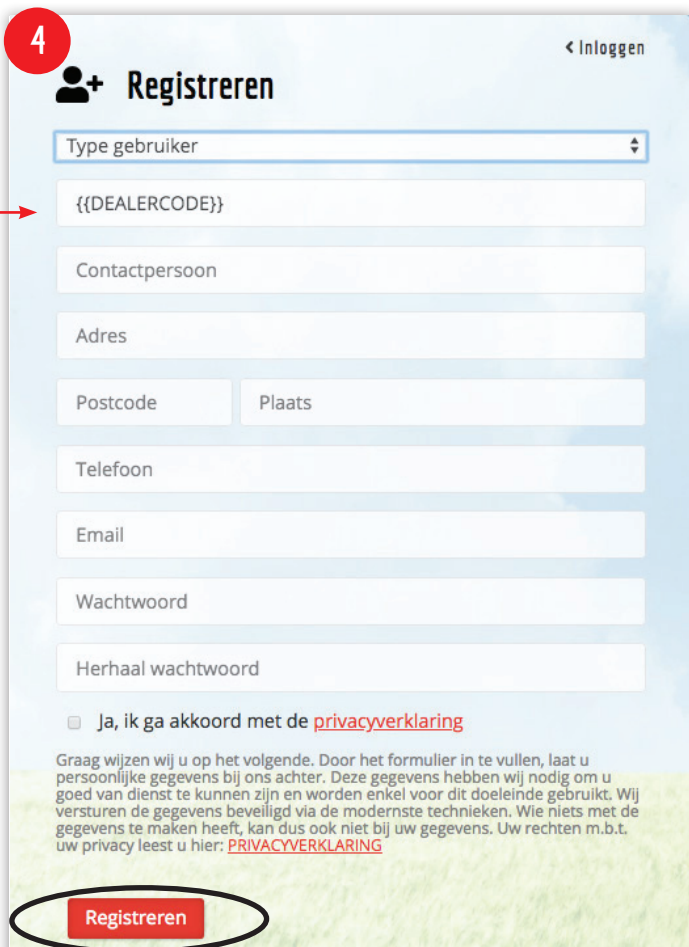 4
< Inloggen
Registreren
Type gebruiker
{{DEALERCODE}}
Contactpersoon
Adres
Postcode Plaats
Telefoon
Email
Wachtwoord
Herhaal wachtwoord
Ja, ik ga akkoord met de privacyverklaring
Graag wijzen wij u op het volgende. Door het formulier in te vullen, laat u
persoonlijke gegevens bij ons achter. Deze gegevens hebben wij nodig om u
goed van dienst te kunnen zijn en worden enkel voor dit doeleinde gebruikt. Wij
versturen de gegevens beveiligd via de modernste technieken. Wie niets met de
gegevens te maken heeft, kan dus ook niet bij uw gegevens. Uw rechten m.b.t.
uw privacy leest u hier: PRIVACYVERKLARING
Registreren